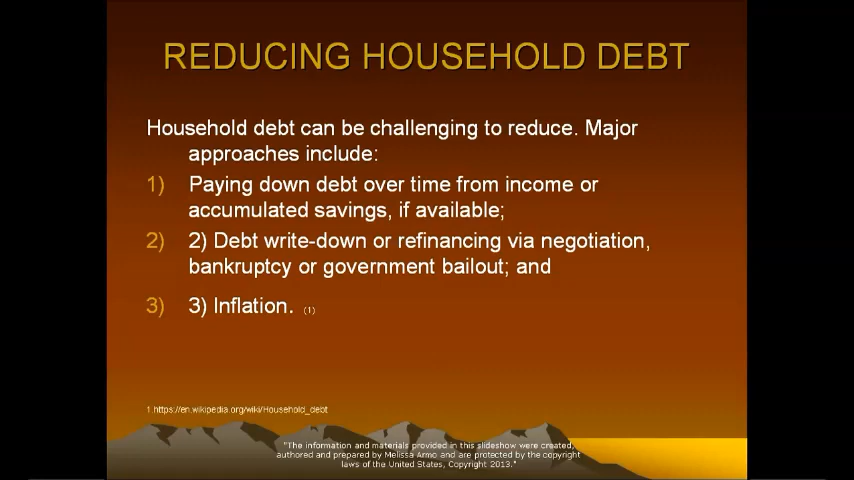 REDUCING HOUSEHOLD DEBT
Household debt can be challenging to reduce. Major
approaches include:
1) Paying down debt over time from income or
accumulated savings, if available;
2) 2) Debt write-down or refinancing via negotiation,
bankruptcy or government bailout; and
3) 3) Inflation. (1)
1.https://en.wikipedia.org/wiki/Household_debt
"The information and materials provided in this slideshow were created,
authored and prepared by Melissa Armo and are protected by the copyright
laws of the United States, Copyright 2013."